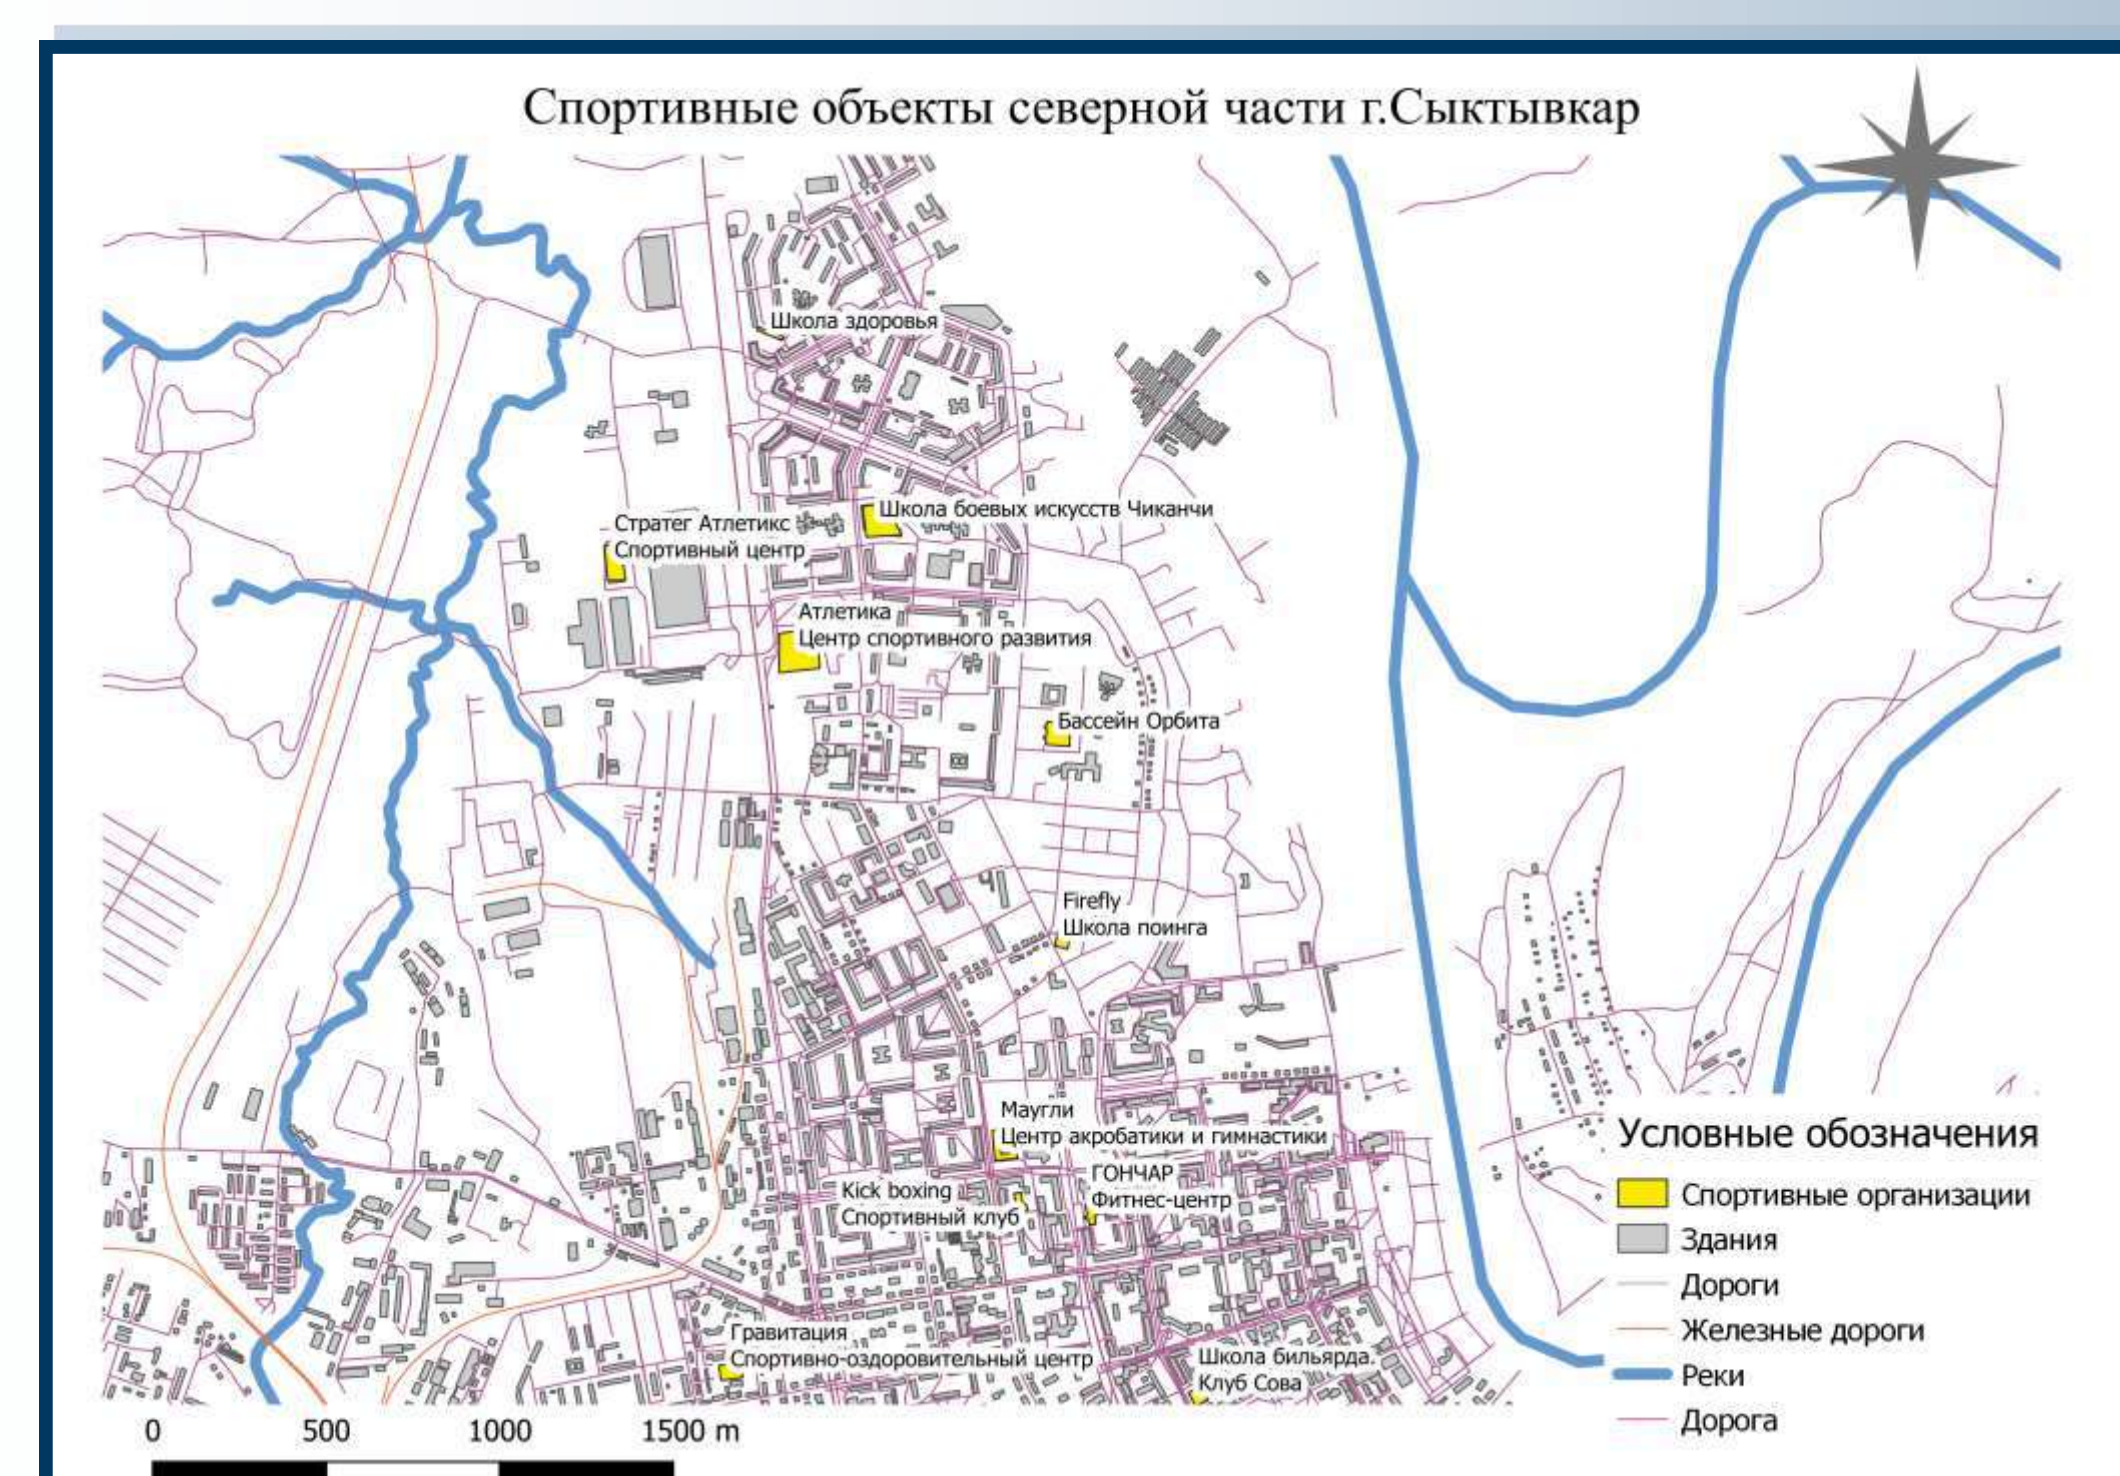 Спортивные объекты северной части г.Сыктывкар
Школа здоровья
Школа боевых искусств Чиканчи
Стратег Атлетикс
Спортивный центр
Атлетика
Центр спортивного развития
Бассейн Орбита
Firefly
Школа поинга
Маугли
Центр акробатики и гимнастики
ГОНЧАР
Фитнес-центр
Kick boxing
Спортивный клуб
Гравитация
Спортивно-оздоровительный центр
Школа бильярда.
Клуб Сова
Условные обозначения
Спортивные организации
Здания
Дороги
Железные дороги
Реки
Дорога
0 500 1000 1500 m